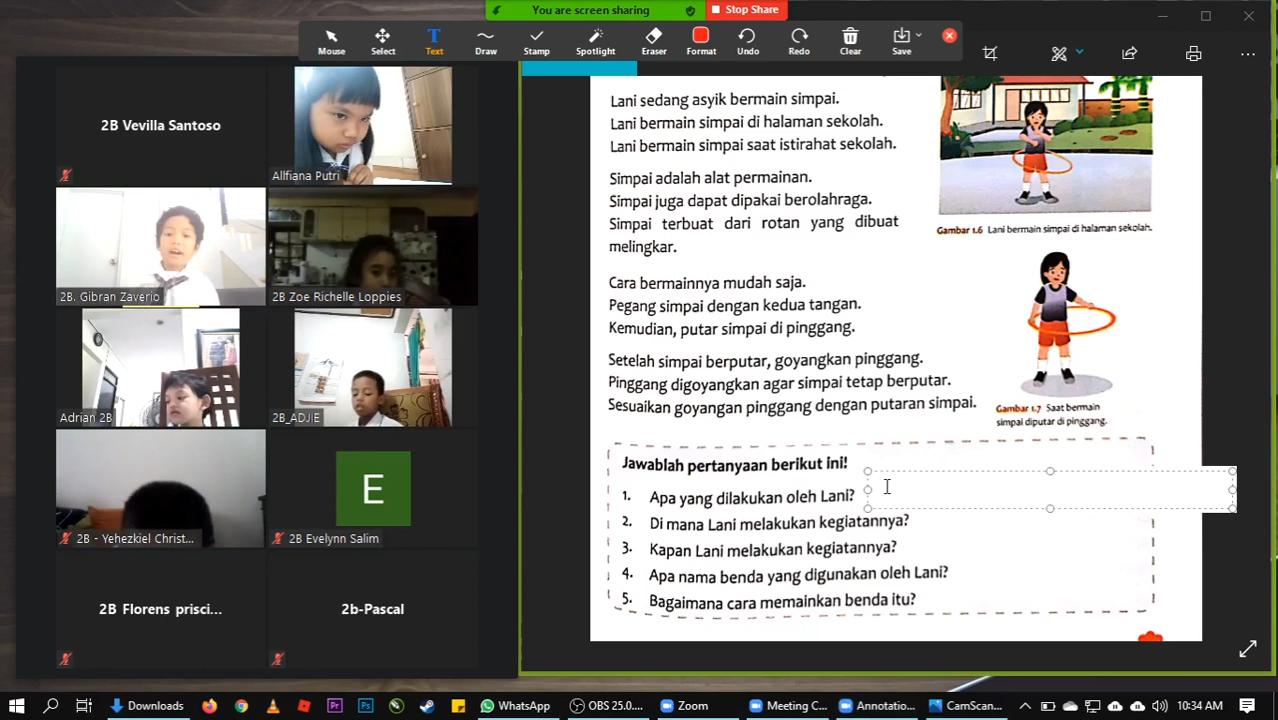 You are screen sharing
Stop Share
Mouse
Select
Text
Draw
Stamp
Spotlight
Eraser
Format
Undo
Redo
Clear
Save
2B Vevilla Santoso
Allfiana Putri
2B. Gibran Zaverio
2B Zoe Richelle Loppies
Adrian 2B
2B_ADJIE
E
2B - Yehezkiel Christ...
2B Evelynn Salim
2B Florens prisci...
2b-Pascal
Lani sedang asyik bermain simpai.
Lani bermain simpai di halaman sekolah.
Lani bermain simpai saat istirahat sekolah.
Simpai adalah alat permainan.
Simpai juga dapat dipakai berolahraga.
Simpai terbuat dari rotan yang dibuat
melingkar.
Gambar 1.6 Lani bermain simpai di halaman sekolah.
Cara bermainnya mudah saja.
Pegang simpai dengan kedua tangan.
Kemudian, putar simpai di pinggang.
Setelah simpai berputar, goyangkan pinggang.
Pinggang digoyangkan agar simpai tetap berputar.
Sesuaikan goyangan pinggang dengan putaran simpai.
Gambar 1.7 Saat bermain
simpai diputar di pinggang.
Jawablah pertanyaan berikut ini!
1. Apa yang dilakukan oleh Lani?
2. Di mana Lani melakukan kegiatannya?
3. Kapan Lani melakukan kegiatannya?
4. Apa nama benda yang digunakan oleh Lani?
5. Bagaimana cara memainkan benda itu?
Downloads
Pr
Ps
WhatsApp
OBS 25.0....
Zoom
Meeting C...
Annotation...
CamScan...
10:34 AM